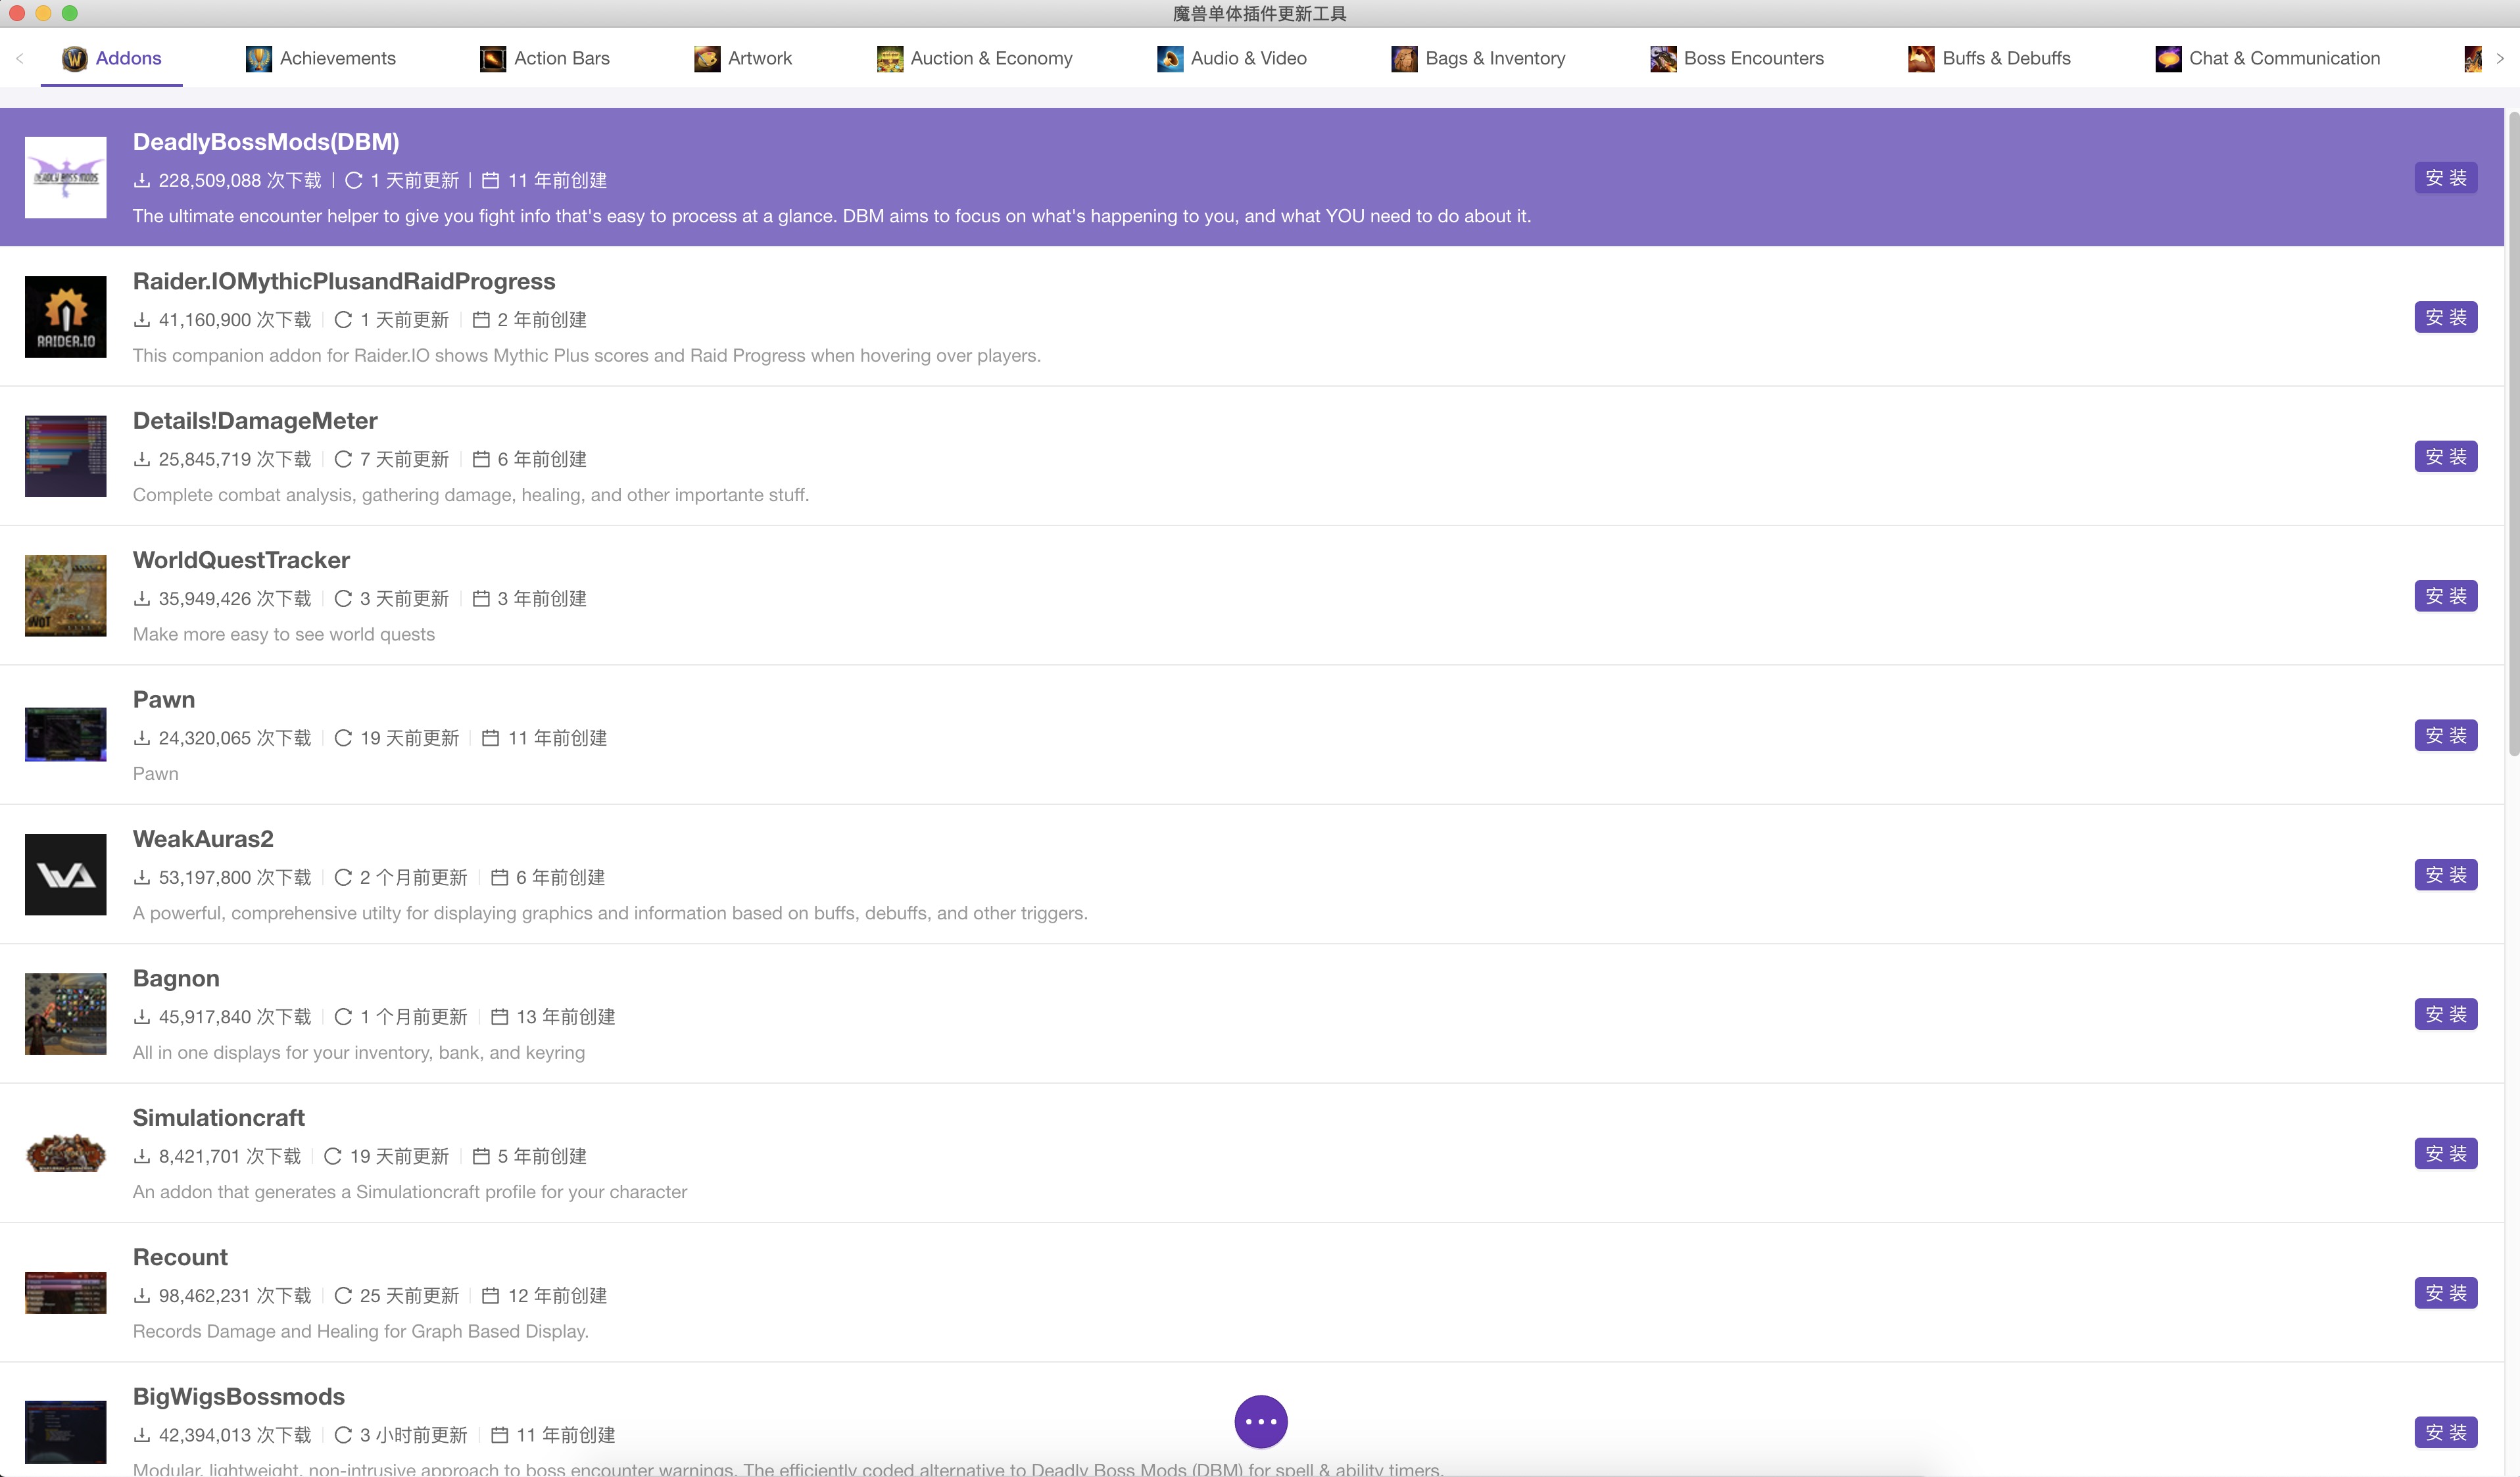 魔兽单体插件更新工具
Addons Achievements Action Bars Artwork Auction & Economy Audio & Video Bags & Inventory Boss Encounters Buffs & Debuffs Chat & Communication
DeadlyBossMods(DBM)
228,509,088 次下载 1 天前更新 11 年前创建
安 装
The ultimate encounter helper to give you fight info that's easy to process at a glance. DBM aims to focus on what's happening to you, and what YOU need to do about it.
DEADLY BOSS MODS
Raider.IOMythicPlusandRaidProgress
41,160,900 次下载 1 天前更新 2 年前创建
安 装
This companion addon for Raider.IO shows Mythic Plus scores and Raid Progress when hovering over players.
RAIDER.IO
Details!DamageMeter
25,845,719 次下载 7 天前更新 6 年前创建
安 装
Complete combat analysis, gathering damage, healing, and other importante stuff.
WorldQuestTracker
35,949,426 次下载 3 天前更新 3 年前创建
安 装
Make more easy to see world quests
WQT
Pawn
24,320,065 次下载 19 天前更新 11 年前创建
安 装
Pawn
WeakAuras2
53,197,800 次下载 2 个月前更新 6 年前创建
安 装
A powerful, comprehensive utilty for displaying graphics and information based on buffs, debuffs, and other triggers.
WA
Bagnon
45,917,840 次下载 1 个月前更新 13 年前创建
安 装
All in one displays for your inventory, bank, and keyring
Simulationcraft
8,421,701 次下载 19 天前更新 5 年前创建
安 装
An addon that generates a Simulationcraft profile for your character
Recount
98,462,231 次下载 25 天前更新 12 年前创建
安 装
Records Damage and Healing for Graph Based Display.
BigWigsBossmods
42,394,013 次下载 3 小时前更新 11 年前创建
安 装
Modular, lightweight, non-intrusive approach to boss encounter warnings. The efficiently coded alternative to Deadly Boss Mods (DBM) for spell & ability timers.